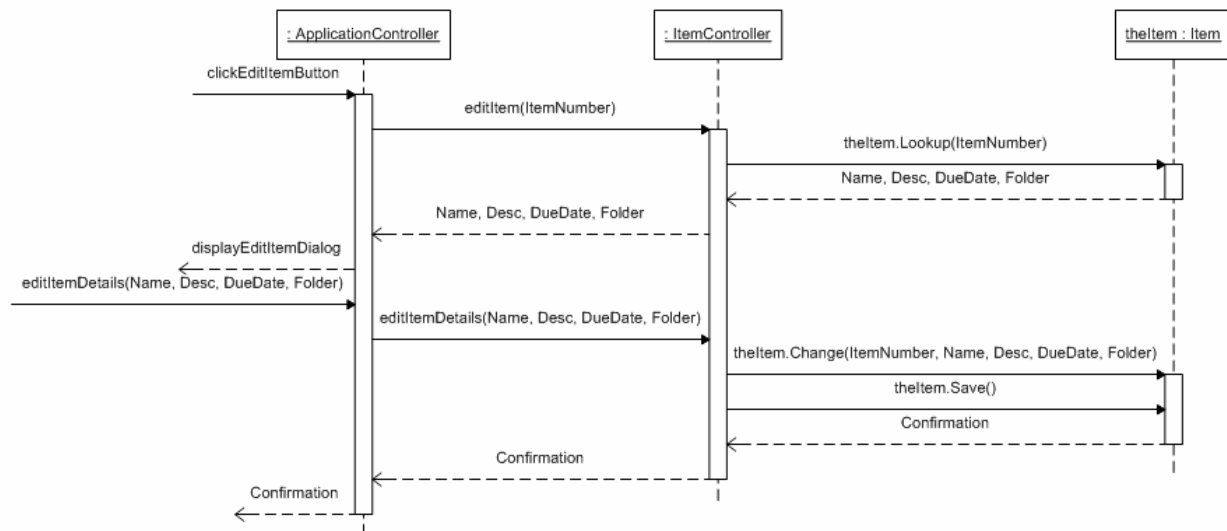 : ApplicationController
: ItemController
theItem : Item
clickEditItemButton
editItem(ItemNumber)
theItem.Lookup(ItemNumber)
Name, Desc, DueDate, Folder
Name, Desc, DueDate, Folder
displayEditItemDialog
editItemDetails(Name, Desc, DueDate, Folder)
editItemDetails(Name, Desc, DueDate, Folder)
theItem.Change(ItemNumber, Name, Desc, DueDate, Folder)
theItem.Save()
Confirmation
Confirmation
Confirmation